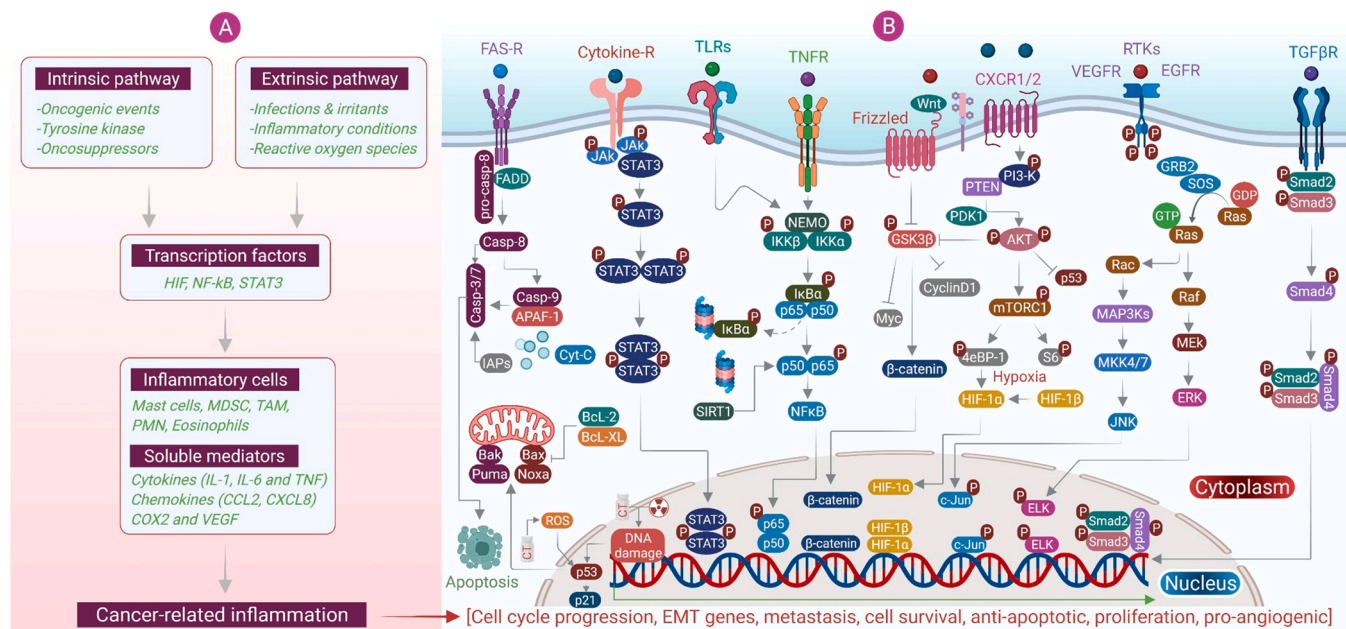 A
Intrinsic pathway
-Oncogenic events
-Tyrosine kinase
-Oncosuppressors
Extrinsic pathway
-Infections & irritants
-Inflammatory conditions
-Reactive oxygen species
Transcription factors
HIF, NF-kB, STAT3
Inflammatory cells
Mast cells, MDSC, TAM,
PMN, Eosinophils
Soluble mediators
Cytokines (IL-1, IL-6 and TNF)
Chemokines (CCL2, CXCL8)
COX2 and VEGF
Cancer-related inflammation
[Cell cycle progression, EMT genes, metastasis, cell survival, anti-apoptotic, proliferation, pro-angiogenic]
B
FAS-R
pro-casp-8
FADD
Casp-8
Casp-3/7
Casp-9
APAF-1
IAPs
Cyt-C
BcL-2
BcL-XL
Bak
Puma
Bax
Noxa
Apoptosis
CT
ROS
CT
DNA
damage
p53
p21
Cytokine-R
P
JAk
P
JAk
STAT3
P
STAT3
P
STAT3
STAT3
P
STAT3
P
STAT3
P
P
STAT3
P
STAT3
P
TLRs
TNFR
P
NEMO
P
IKKβ
IKKα
IκBα
P
p65
p50
IκBα
P
p50
p65
P
SIRT1
NFκB
P
p65
p50
Frizzled
Wnt
P
GSK3β
CyclinD1
Myc
β-catenin
β-catenin
β-catenin
CXCR1/2
P
PI3-K
PTEN
PDK1
P
AKT
P
P
p53
P
mTORC1
P
4eBP-1
S6
P
Hypoxia
HIF-1α
HIF-1β
HIF-1α
HIF-1β
HIF-1α
RTKs
VEGFR
EGFR
P
P
P
P
GRB2
SOS
GDP
Ras
GTP
Ras
Rac
Raf
MAP3Ks
MEk
MKK4/7
ERK
JNK
c-Jun
P
c-Jun
P
P
ELK
P
ELK
TGFβR
P
Smad2
P
Smad3
P
Smad4
P
Smad2
P
Smad3
P
Smad4
P
Smad2
P
Smad3
P
Smad4
Cytoplasm
Nucleus